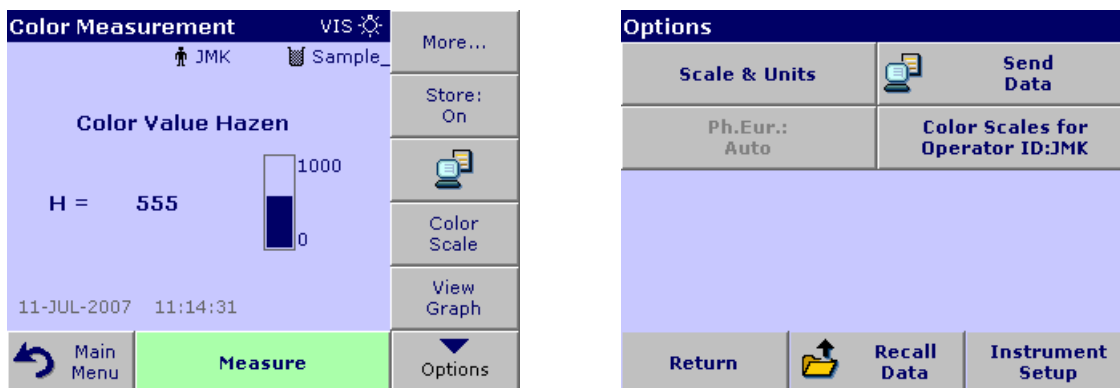 Color Measurement VIS
JMK Sample_
Color Value Hazen
1000
H = 555
0
11-JUL-2007 11:14:31
Main
Menu
Measure
More...
Store:
On
Color
Scale
View
Graph
Options
Options
Scale & Units
Send
Data
Ph.Eur.:
Auto
Color Scales for
Operator ID:JMK
Return
Recall
Data
Instrument
Setup